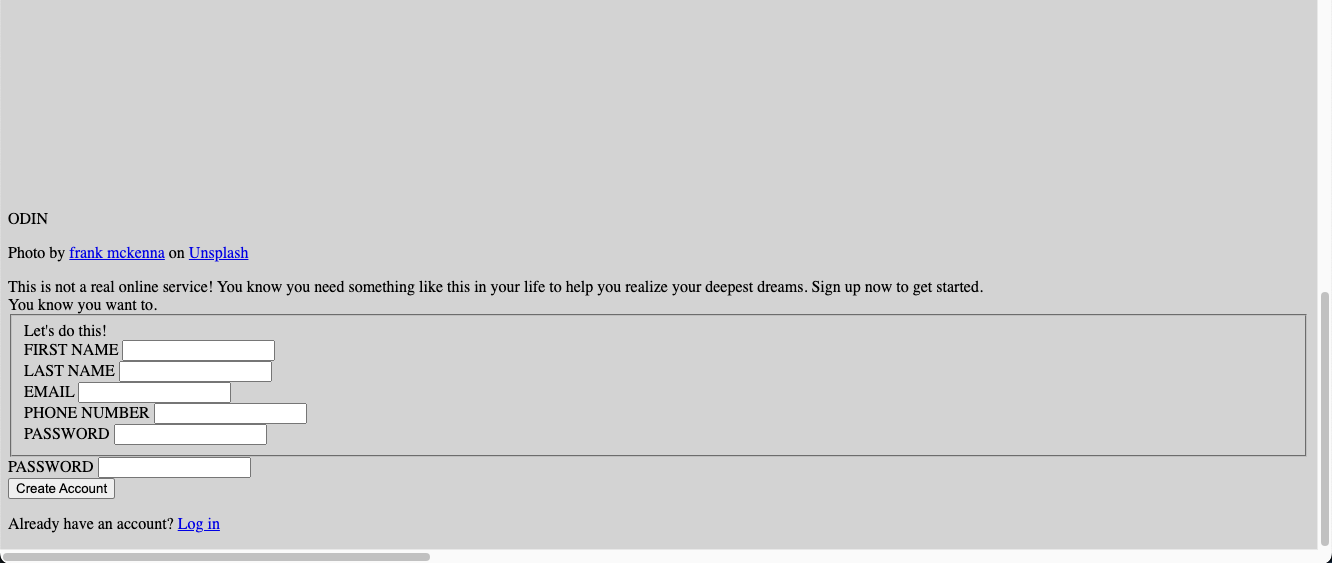 ODIN
Photo by frank mckenna on Unsplash
This is not a real online service! You know you need something like this in your life to help you realize your deepest dreams. Sign up now to get started.
You know you want to.
Let's do this!
FIRST NAME
LAST NAME
EMAIL
PHONE NUMBER
PASSWORD
PASSWORD
Create Account
Already have an account? Log in